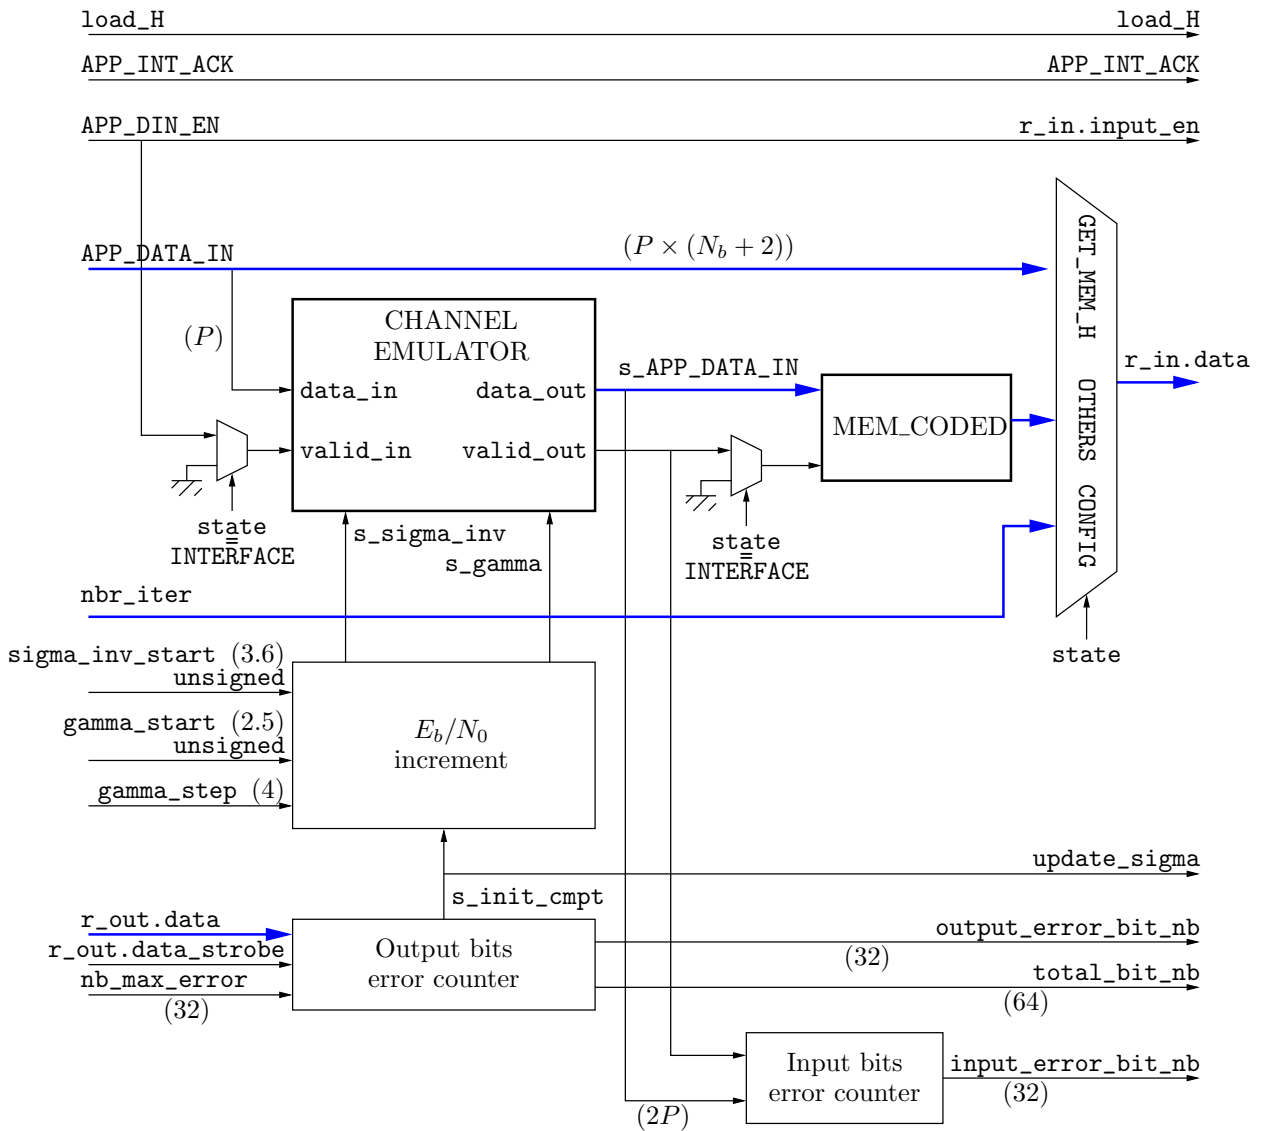 load_H load_H
APP_INT_ACK APP_INT_ACK
APP_DIN_EN r_in.input_en
APP_DATA_IN (P × (N_b + 2))
(P)
CHANNEL
EMULATOR
data_in data_out
valid_in valid_out
s_APP_DATA_IN
MEM_CODED
GET_MEM_H OTHERS CONFIG
r_in.data
state
=
INTERFACE
s_sigma_inv
s_gamma
state
=
INTERFACE
nbr_iter
state
sigma_inv_start (3.6)
unsigned
gamma_start (2.5)
unsigned
gamma_step (4)
E_b/N_0
increment
update_sigma
s_init_cmpt
r_out.data
r_out.data_strobe
nb_max_error
(32)
Output bits
error counter
output_error_bit_nb
(32)
total_bit_nb
(64)
Input bits
error counter
input_error_bit_nb
(32)
(2P)